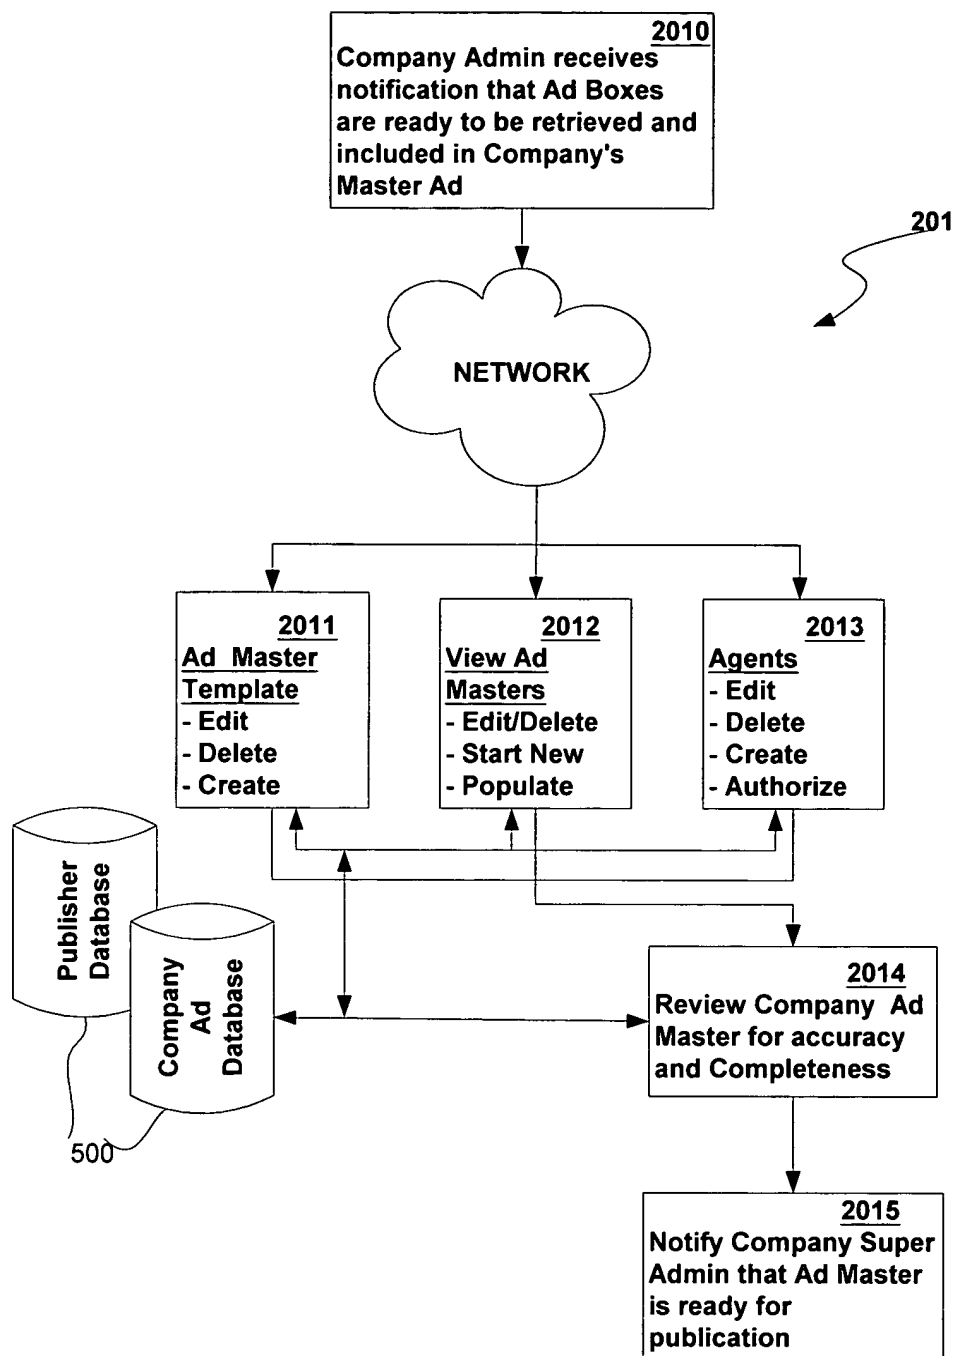 2010
Company Admin receives
notification that Ad Boxes
are ready to be retrieved and
included in Company's
Master Ad
201
NETWORK
2011
Ad Master
Template
- Edit
- Delete
- Create
2012
View Ad
Masters
- Edit/Delete
- Start New
- Populate
2013
Agents
- Edit
- Delete
- Create
- Authorize
Publisher
Database
Company
Ad
Database
500
2014
Review Company Ad
Master for accuracy
and Completeness
2015
Notify Company Super
Admin that Ad Master
is ready for
publication